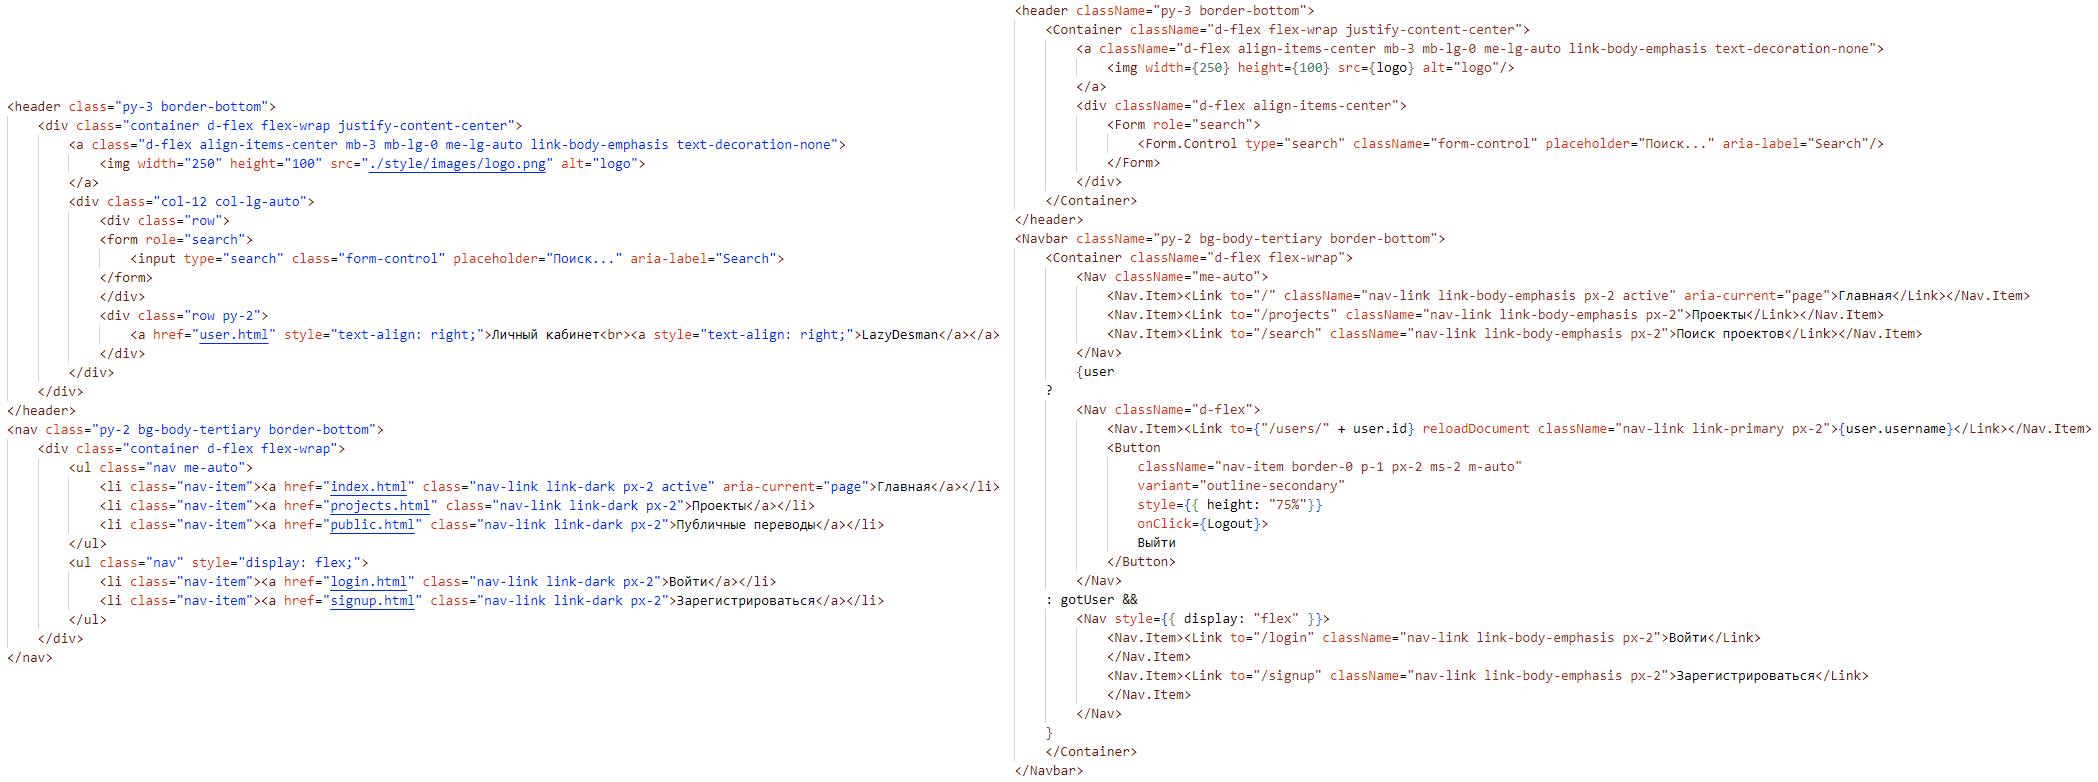 <header class="py-3 border-bottom">
<div class="container d-flex flex-wrap justify-content-center">
<a class="d-flex align-items-center mb-3 mb-lg-0 me-lg-auto link-body-emphasis text-decoration-none">
<img width="250" height="100" src="./style/images/logo.png" alt="logo">
</a>
<div class="col-12 col-lg-auto">
<div class="row">
<form role="search">
<input type="search" class="form-control" placeholder="Поиск..." aria-label="Search">
</form>
</div>
<div class="row py-2">
<a href="user.html" style="text-align: right;">Личный кабинет<br><a style="text-align: right;">LazyDesman</a></a>
</div>
</div>
</div>
</header>
<nav class="py-2 bg-body-tertiary border-bottom">
<div class="container d-flex flex-wrap">
<ul class="nav me-auto">
<li class="nav-item"><a href="index.html" class="nav-link link-dark px-2 active" aria-current="page">Главная</a></li>
<li class="nav-item"><a href="projects.html" class="nav-link link-dark px-2">Проекты</a></li>
<li class="nav-item"><a href="public.html" class="nav-link link-dark px-2">Публичные переводы</a></li>
</ul>
<ul class="nav" style="display: flex;">
<li class="nav-item"><a href="login.html" class="nav-link link-dark px-2">Войти</a></li>
<li class="nav-item"><a href="signup.html" class="nav-link link-dark px-2">Зарегистрироваться</a></li>
</ul>
</div>
</nav>
<header className="py-3 border-bottom">
<Container className="d-flex flex-wrap justify-content-center">
<a className="d-flex align-items-center mb-3 mb-lg-0 me-lg-auto link-body-emphasis text-decoration-none">
<img width={250} height={100} src={logo} alt="logo"/>
</a>
<div className="d-flex align-items-center">
<Form role="search">
<Form.Control type="search" className="form-control" placeholder="Поиск..." aria-label="Search"/>
</Form>
</div>
</Container>
</header>
<Navbar className="py-2 bg-body-tertiary border-bottom">
<Container className="d-flex flex-wrap">
<Nav className="me-auto">
<Nav.Item><Link to="/" className="nav-link link-body-emphasis px-2 active" aria-current="page">Главная</Link></Nav.Item>
<Nav.Item><Link to="/projects" className="nav-link link-body-emphasis px-2">Проекты</Link></Nav.Item>
<Nav.Item><Link to="/search" className="nav-link link-body-emphasis px-2">Поиск проектов</Link></Nav.Item>
</Nav>
{user
?
<Nav className="d-flex">
<Nav.Item><Link to={"/users/" + user.id} reloadDocument className="nav-link link-primary px-2">{user.username}</Link></Nav.Item>
<Button
className="nav-item border-0 p-1 px-2 ms-2 m-auto"
variant="outline-secondary"
style={{ height: "75%"}}
onClick={Logout}>
Выйти
</Button>
</Nav>
: gotUser &&
<Nav style={{ display: "flex" }}>
<Nav.Item><Link to="/login" className="nav-link link-body-emphasis px-2">Войти</Link>
</Nav.Item>
<Nav.Item><Link to="/signup" className="nav-link link-body-emphasis px-2">Зарегистрироваться</Link>
</Nav.Item>
</Nav>
}
</Container>
</Navbar>